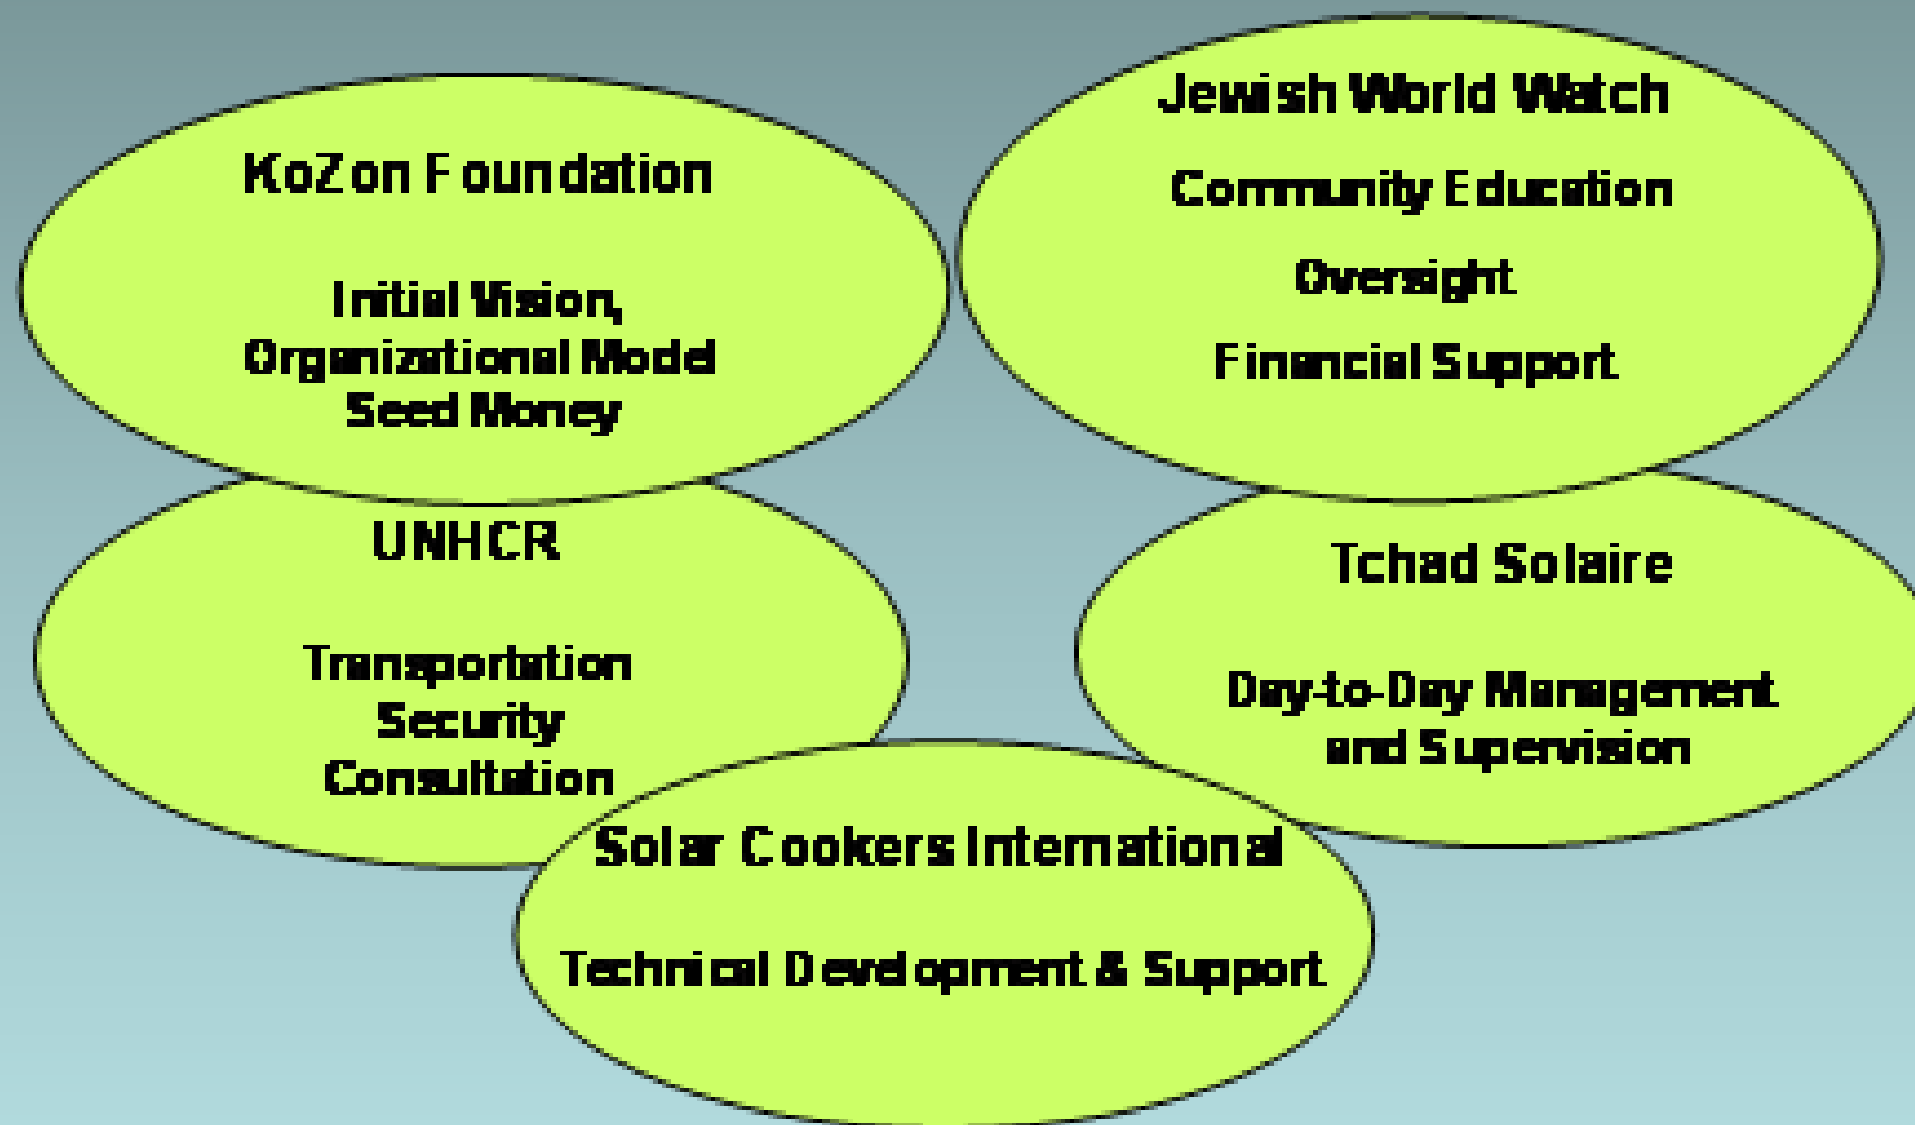 KoZon Foundation
Initial Vision,
Organizational Model
Seed Money
Jewish World Watch
Community Education
Oversight
Financial Support
UNHCR
Transportation
Security
Consultation
Tchad Solaire
Day-to-Day Management
and Supervision
Solar Cookers International
Technical Development & Support